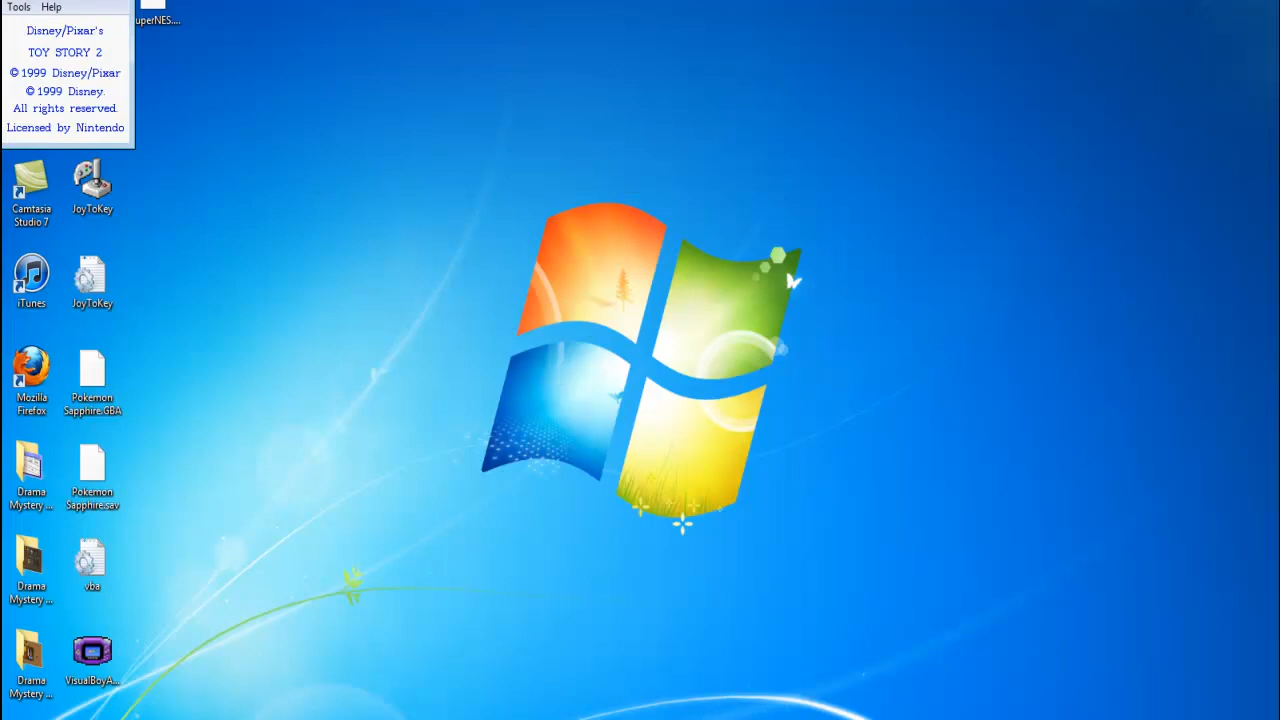 Tools Help
uperNES....
Disney/Pixar's
TOY STORY 2
© 1999 Disney/Pixar
© 1999 Disney.
All rights reserved.
Licensed by Nintendo
Camtasia
Studio 7
JoyToKey
iTunes
JoyToKey
Mozilla
Firefox
Pokemon
Sapphire.GBA
Drama
Mystery ...
Pokemon
Sapphire.sav
Drama
Mystery ...
vba
Drama
Mystery ...
VisualBoyA...